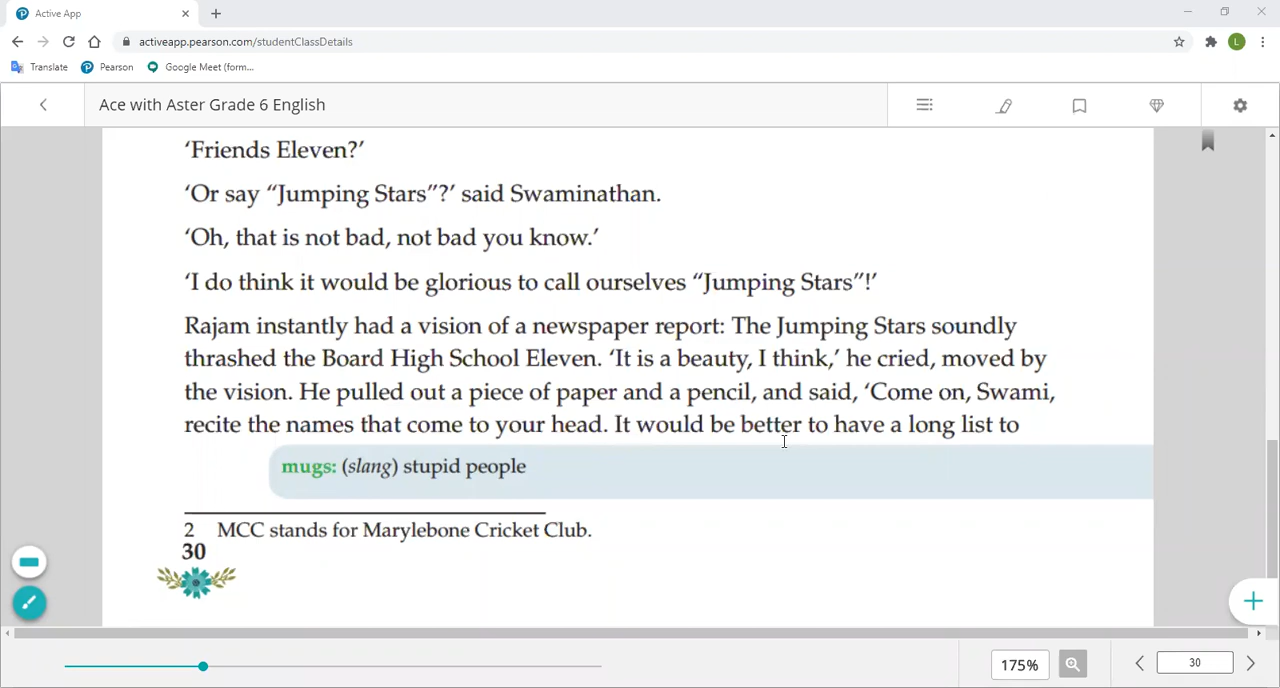 Active App
activeapp.pearson.com/studentClassDetails
L
Translate Pearson Google Meet (form...
Ace with Aster Grade 6 English
‘Friends Eleven?’
‘Or say “Jumping Stars”?’ said Swaminathan.
‘Oh, that is not bad, not bad you know.’
‘I do think it would be glorious to call ourselves “Jumping Stars”!’
Rajam instantly had a vision of a newspaper report: The Jumping Stars soundly
thrashed the Board High School Eleven. ‘It is a beauty, I think,’ he cried, moved by
the vision. He pulled out a piece of paper and a pencil, and said, ‘Come on, Swami,
recite the names that come to your head. It would be better to have a long list to
mugs: (slang) stupid people
2 MCC stands for Marylebone Cricket Club.
30
175% 30